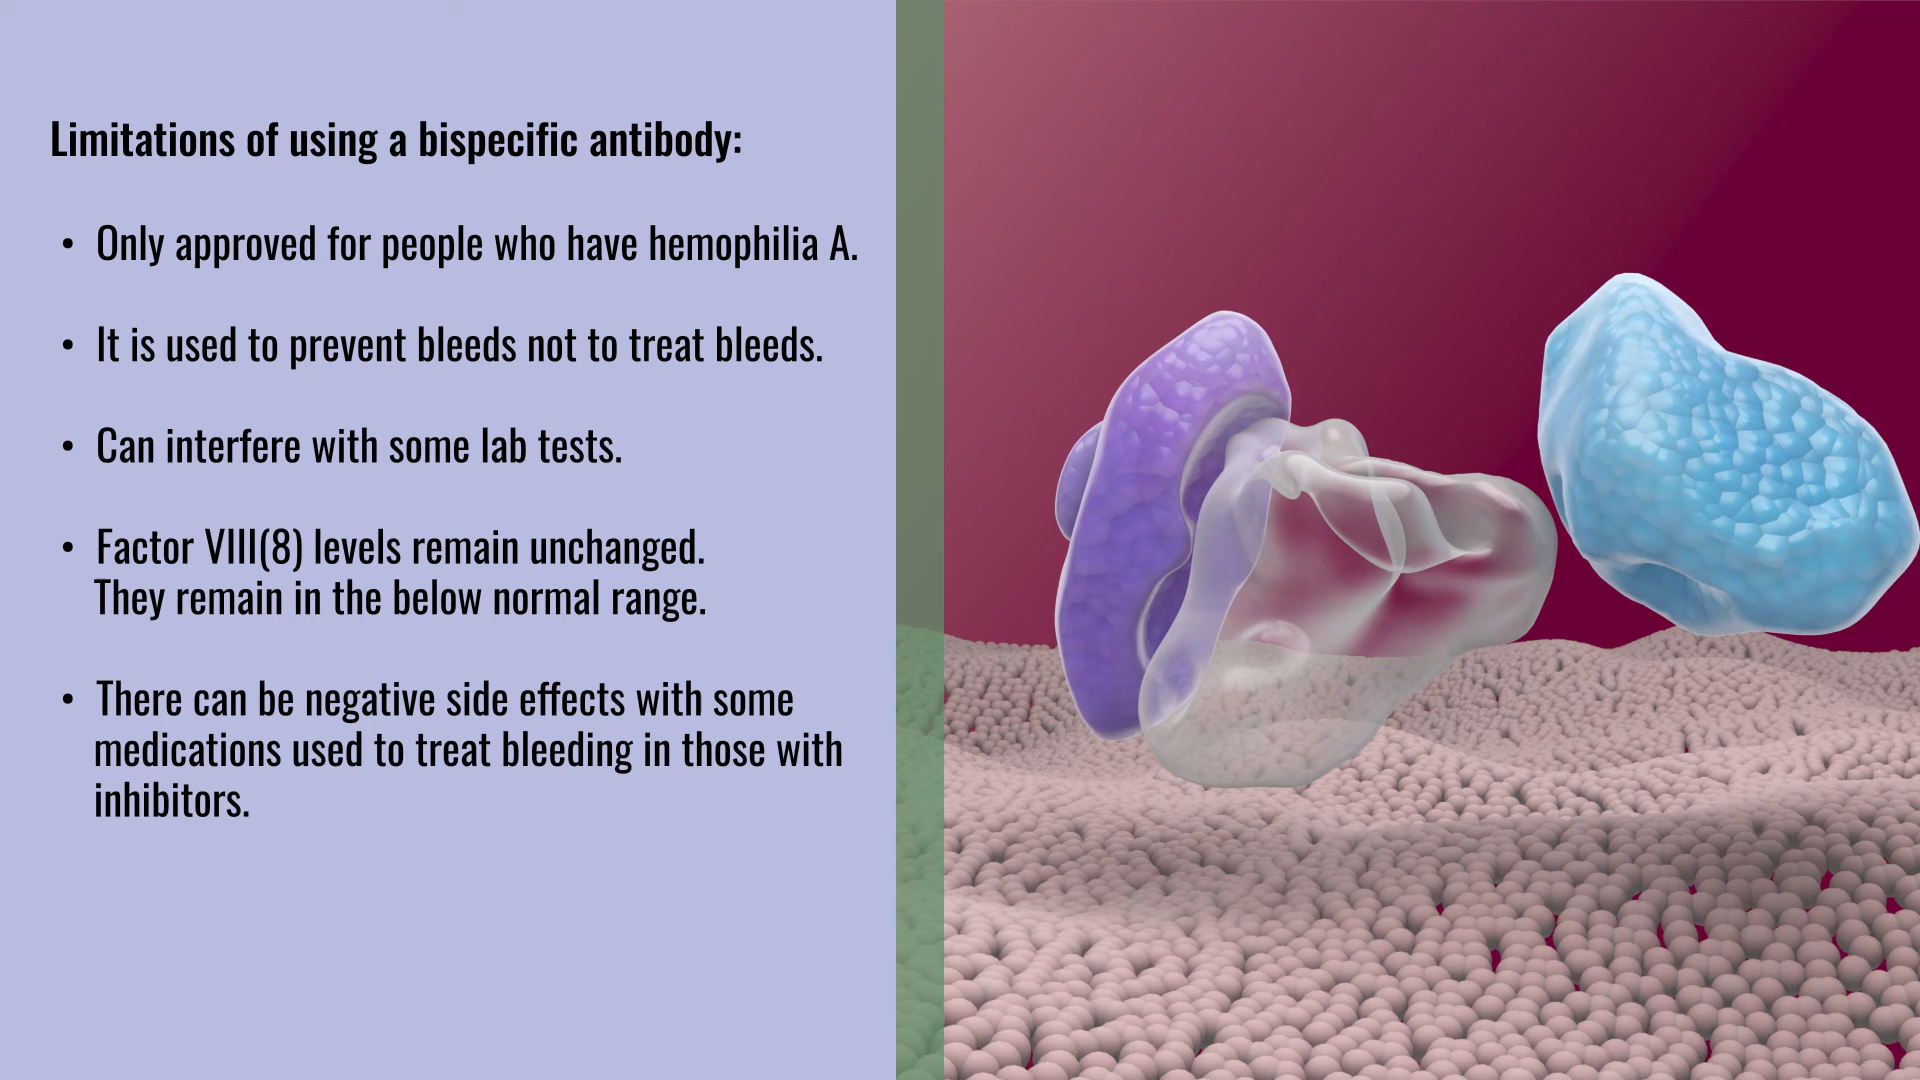 Limitations of using a bispecific antibody:
• Only approved for people who have hemophilia A.
• It is used to prevent bleeds not to treat bleeds.
• Can interfere with some lab tests.
• Factor VIII(8) levels remain unchanged.
They remain in the below normal range.
• There can be negative side effects with some
medications used to treat bleeding in those with
inhibitors.